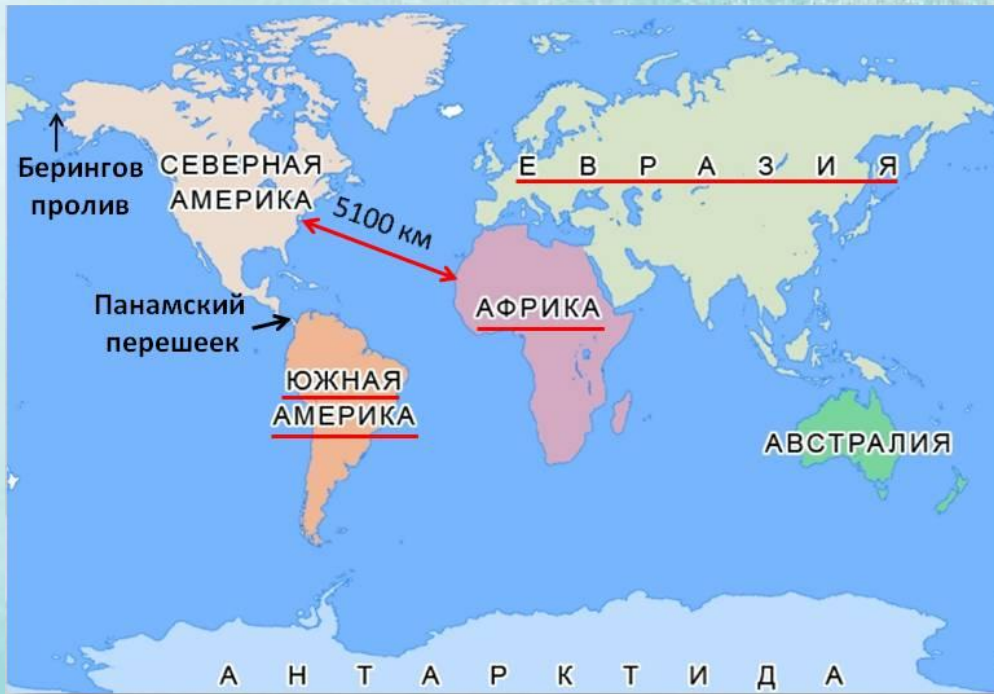 Берингов
пролив
СЕВЕРНАЯ
АМЕРИКА
5100 км
Е В Р А З И Я
Панамский
перешеек
АФРИКА
ЮЖНАЯ
АМЕРИКА
АВСТРАЛИЯ
А Н Т А Р К Т И Д А